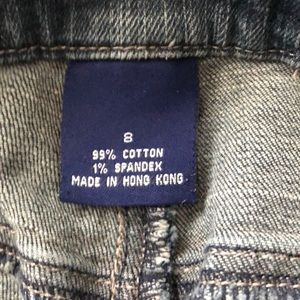 8
99% COTTON
1% SPANDEX
MADE IN HONG KONG